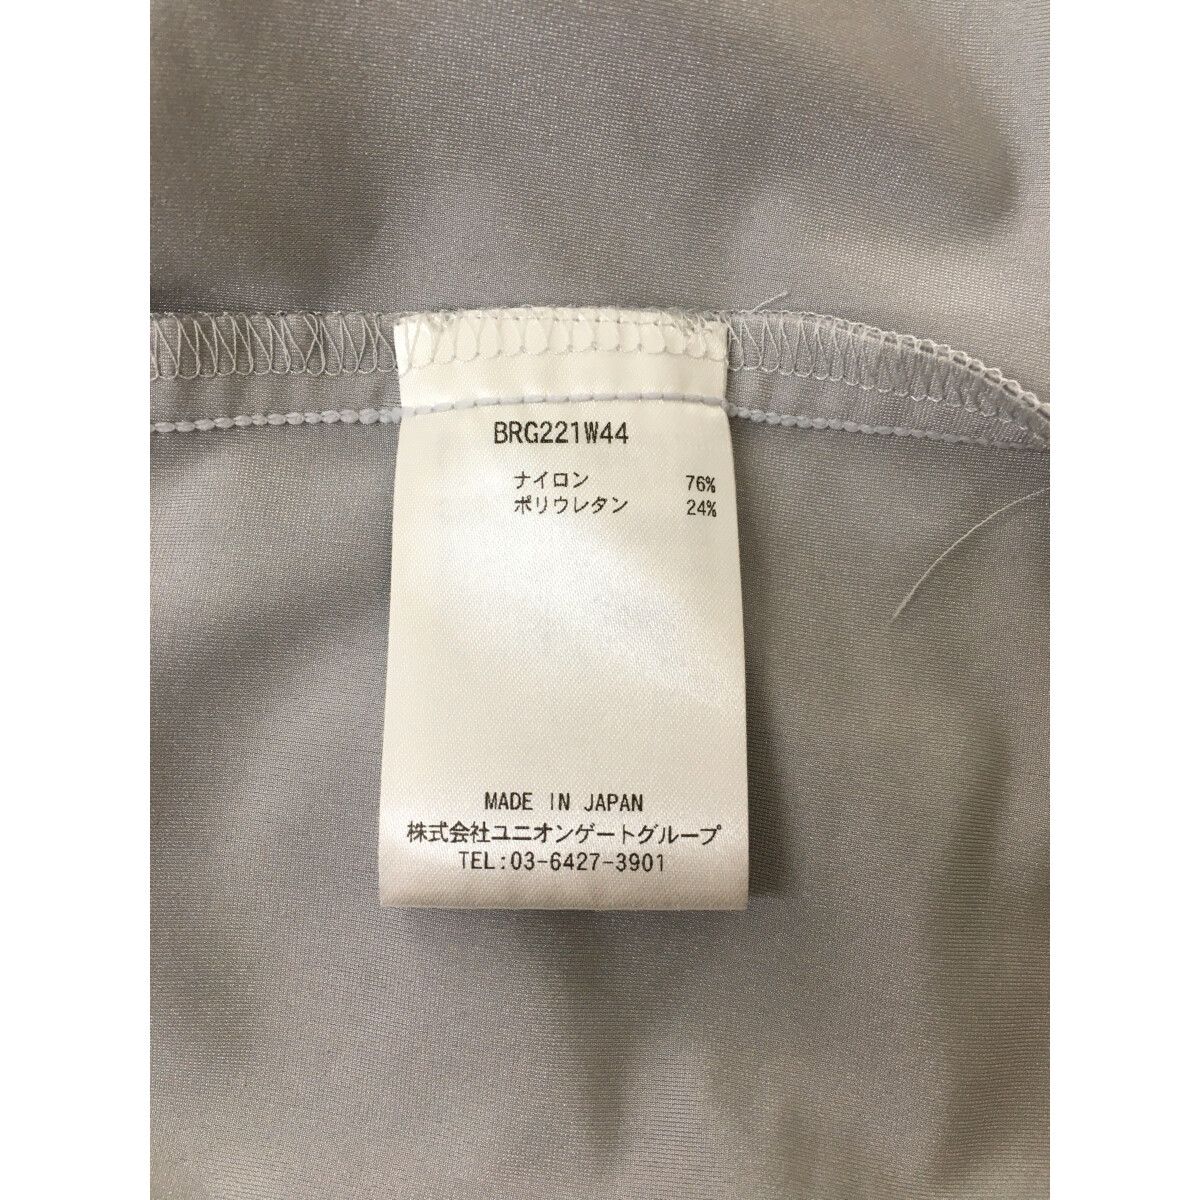 BRG221W44
ナイロン 76%
ポリウレタン 24%
MADE IN JAPAN
株式会社ユニオンゲートグループ
TEL:03-6427-3901